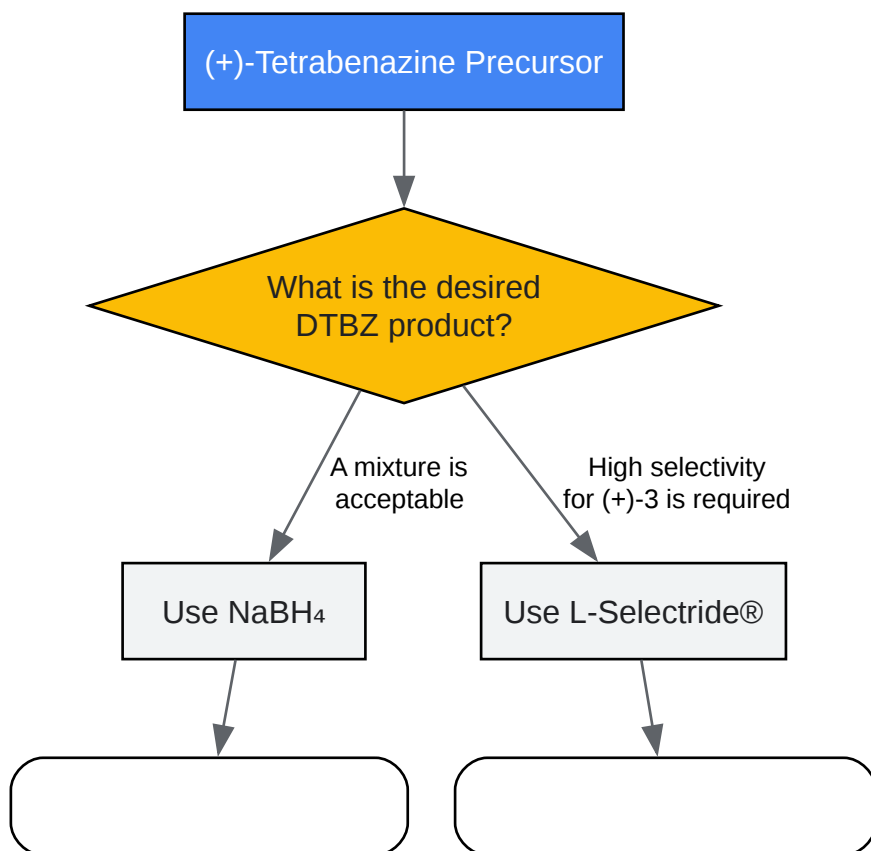 (+)-Tetrabenazine Precursor
What is the desired
DTBZ product?
A mixture is
acceptable
High selectivity
for (+)-3 is required
Use NaBH₄
Use L-Selectride®